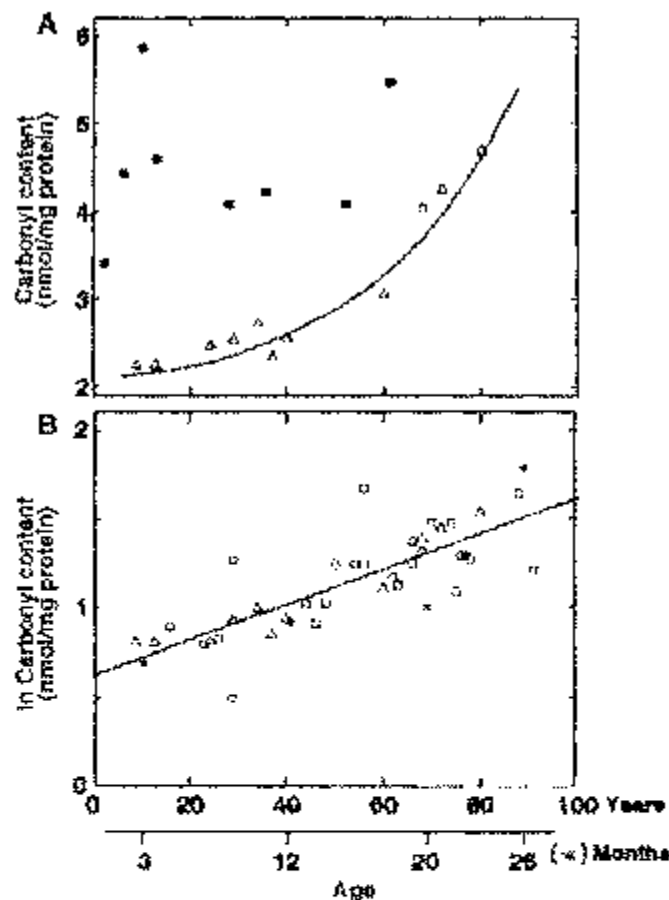 A
6
5
4
3
2
Carbonyl content
(nmol/mg protein)
B
2
1
0
ln Carbonyl content
(nmol/mg protein)
0 20 40 60 80 100 Years
3 12 20 26 (*) Months
Age